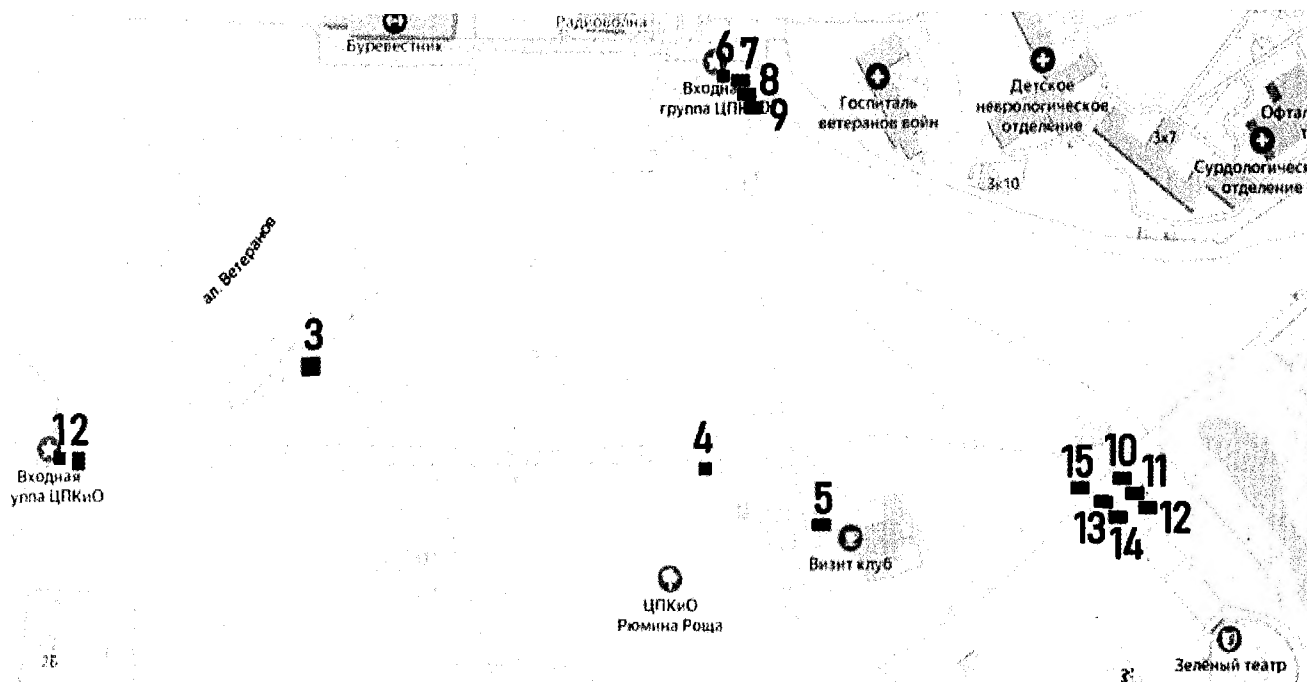 Буревестник
Радиоволна
6
7
8
9
Входная
группа ЦПКиО
Госпиталь
ветеранов войн
Детское
неврологическое
отделение
3к7
3к10
Сурдологическ
отделение
ал. Ветеранов
3
1
2
Входная
уппа ЦПКиО
4
5
Визит клуб
ЦПКиО
Рюмина Роща
15
10
11
12
13
14
Зелёный театр
2Б